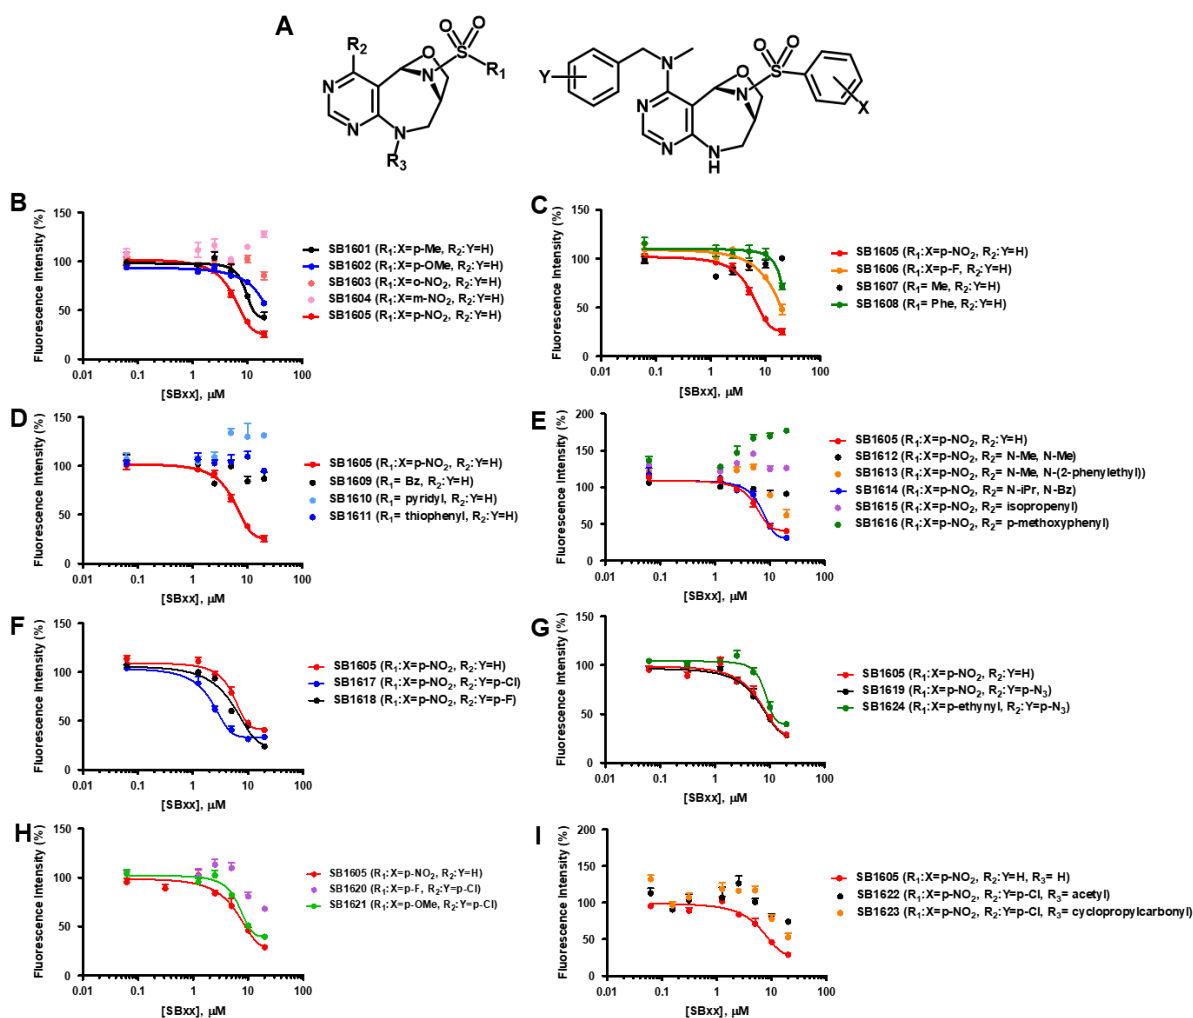 A
R2
O
O
O
S
N
R1
N
N
N
R3
Y
N
O
O
O
S
N
X
N
N
N
H
B
Fluorescence Intensity (%)
150
100
50
0
0.01 0.1 1 10 100
[SBxx], μM
SB1601 (R1:X=p-Me, R2:Y=H)
SB1602 (R1:X=p-OMe, R2:Y=H)
SB1603 (R1:X=o-NO2, R2:Y=H)
SB1604 (R1:X=m-NO2, R2:Y=H)
SB1605 (R1:X=p-NO2, R2:Y=H)
C
Fluorescence Intensity (%)
150
100
50
0
0.01 0.1 1 10 100
[SBxx], μM
SB1605 (R1:X=p-NO2, R2:Y=H)
SB1606 (R1:X=p-F, R2:Y=H)
SB1607 (R1= Me, R2:Y=H)
SB1608 (R1= Phe, R2:Y=H)
D
Fluorescence Intensity (%)
150
100
50
0
0.01 0.1 1 10 100
[SBxx], μM
SB1605 (R1:X=p-NO2, R2:Y=H)
SB1609 (R1= Bz, R2:Y=H)
SB1610 (R1= pyridyl, R2:Y=H)
SB1611 (R1= thiophenyl, R2:Y=H)
E
Fluorescence Intensity (%)
200
150
100
50
0
0.01 0.1 1 10 100
[SBxx], μM
SB1605 (R1:X=p-NO2, R2:Y=H)
SB1612 (R1:X=p-NO2, R2= N-Me, N-Me)
SB1613 (R1:X=p-NO2, R2= N-Me, N-(2-phenylethyl))
SB1614 (R1:X=p-NO2, R2= N-iPr, N-Bz)
SB1615 (R1:X=p-NO2, R2= isopropenyl)
SB1616 (R1:X=p-NO2, R2= p-methoxyphenyl)
F
Fluorescence Intensity (%)
150
100
50
0
0.01 0.1 1 10 100
[SBxx], μM
SB1605 (R1:X=p-NO2, R2:Y=H)
SB1617 (R1:X=p-NO2, R2:Y=p-Cl)
SB1618 (R1:X=p-NO2, R2:Y=p-F)
G
Fluorescence Intensity (%)
150
100
50
0
0.01 0.1 1 10 100
[SBxx], μM
SB1605 (R1:X=p-NO2, R2:Y=H)
SB1619 (R1:X=p-NO2, R2:Y=p-N3)
SB1624 (R1:X=p-ethynyl, R2:Y=p-N3)
H
Fluorescence Intensity (%)
150
100
50
0
0.01 0.1 1 10 100
[SBxx], μM
SB1605 (R1:X=p-NO2, R2:Y=H)
SB1620 (R1:X=p-F, R2:Y=p-Cl)
SB1621 (R1:X=p-OMe, R2:Y=p-Cl)
I
Fluorescence Intensity (%)
200
150
100
50
0
0.01 0.1 1 10 100
[SBxx], μM
SB1605 (R1:X=p-NO2, R2:Y=H, R3= H)
SB1622 (R1:X=p-NO2, R2:Y=p-Cl, R3= acetyl)
SB1623 (R1:X=p-NO2, R2:Y=p-Cl, R3= cyclopropylcarbonyl)